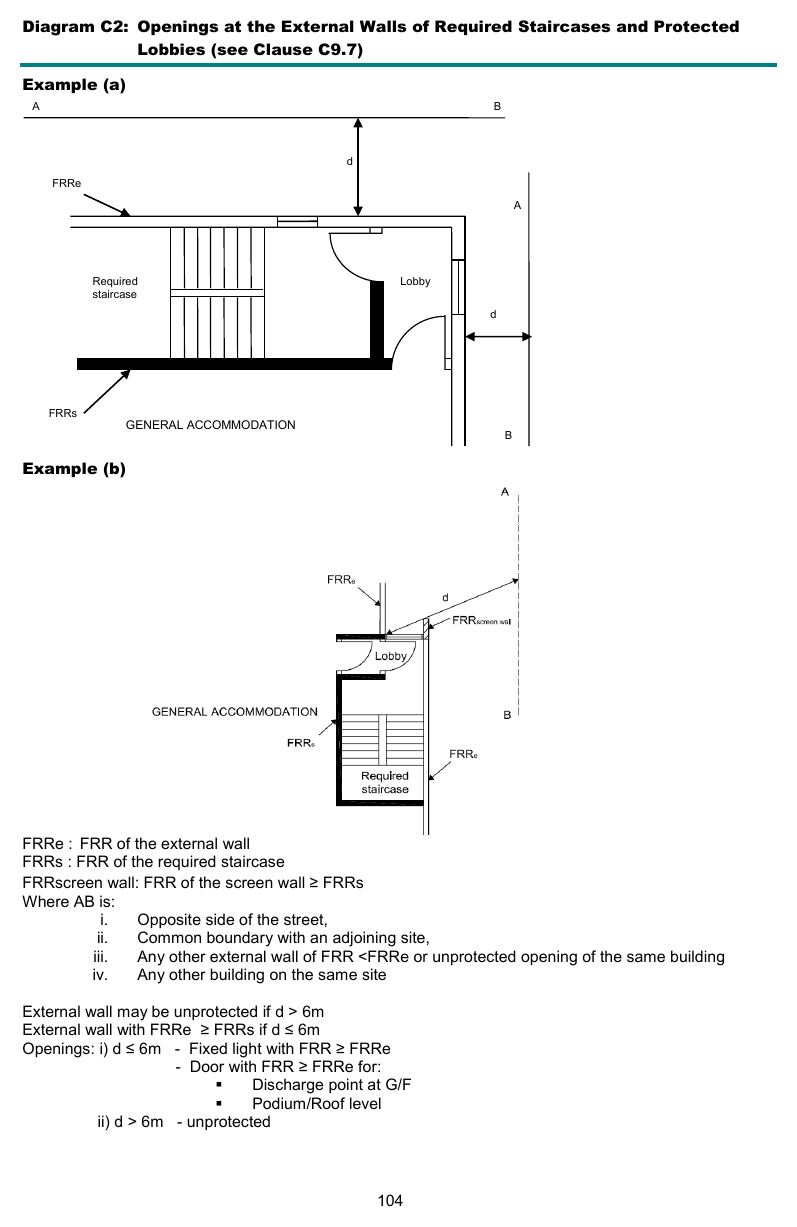 Diagram C2: Openings at the External Walls of Required Staircases and Protected
Lobbies (see Clause C9.7)
Example (a)
A B
d
FRRe
A
Required
staircase
Lobby
d
FRRs
GENERAL ACCOMMODATION
B
Example (b)
A
FRRe
d
FRRscreen wall
Lobby
GENERAL ACCOMMODATION
B
FRRs
FRRe
Required
staircase
FRRe : FRR of the external wall
FRRs : FRR of the required staircase
FRRscreen wall: FRR of the screen wall ≥ FRRs
Where AB is:
i. Opposite side of the street,
ii. Common boundary with an adjoining site,
iii. Any other external wall of FRR <FRRe or unprotected opening of the same building
iv. Any other building on the same site
External wall may be unprotected if d > 6m
External wall with FRRe ≥ FRRs if d ≤ 6m
Openings: i) d ≤ 6m - Fixed light with FRR ≥ FRRe
- Door with FRR ≥ FRRe for:
▪ Discharge point at G/F
▪ Podium/Roof level
ii) d > 6m - unprotected
104